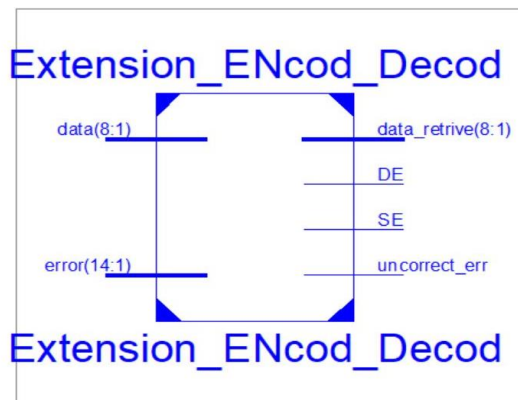 Extension_ENcod_Decod
data(8:1)
data_retrive(8:1)
DE
SE
error(14:1)
uncorrect_err
Extension_ENcod_Decod